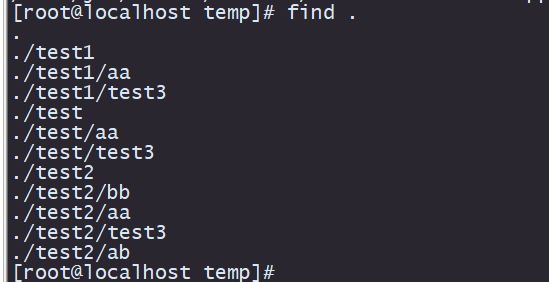 [root@localhost temp]# find .
.
./test1
./test1/aa
./test1/test3
./test
./test/aa
./test/test3
./test2
./test2/bb
./test2/aa
./test2/test3
./test2/ab
[root@localhost temp]#